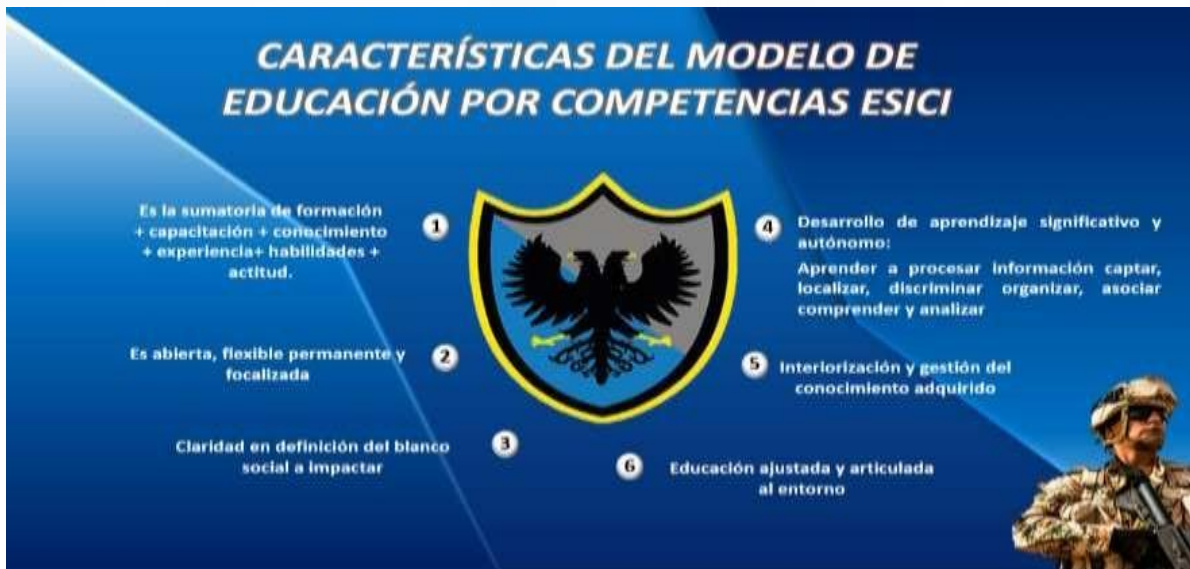 CARACTERÍSTICAS DEL MODELO DE
EDUCACIÓN POR COMPETENCIAS ESICI
Es la sumatoria de formación
+ capacitación + conocimiento
+ experiencia+ habilidades +
actitud.
1
Es abierta, flexible permanente y
focalizada
2
Claridad en definición del blanco
social a impactar
3
4
Desarrollo de aprendizaje significativo y
autónomo:
Aprender a procesar información captar,
localizar, discriminar organizar, asociar
comprender y analizar
5
Interiorización y gestión del
conocimiento adquirido
6
Educación ajustada y articulada
al entorno